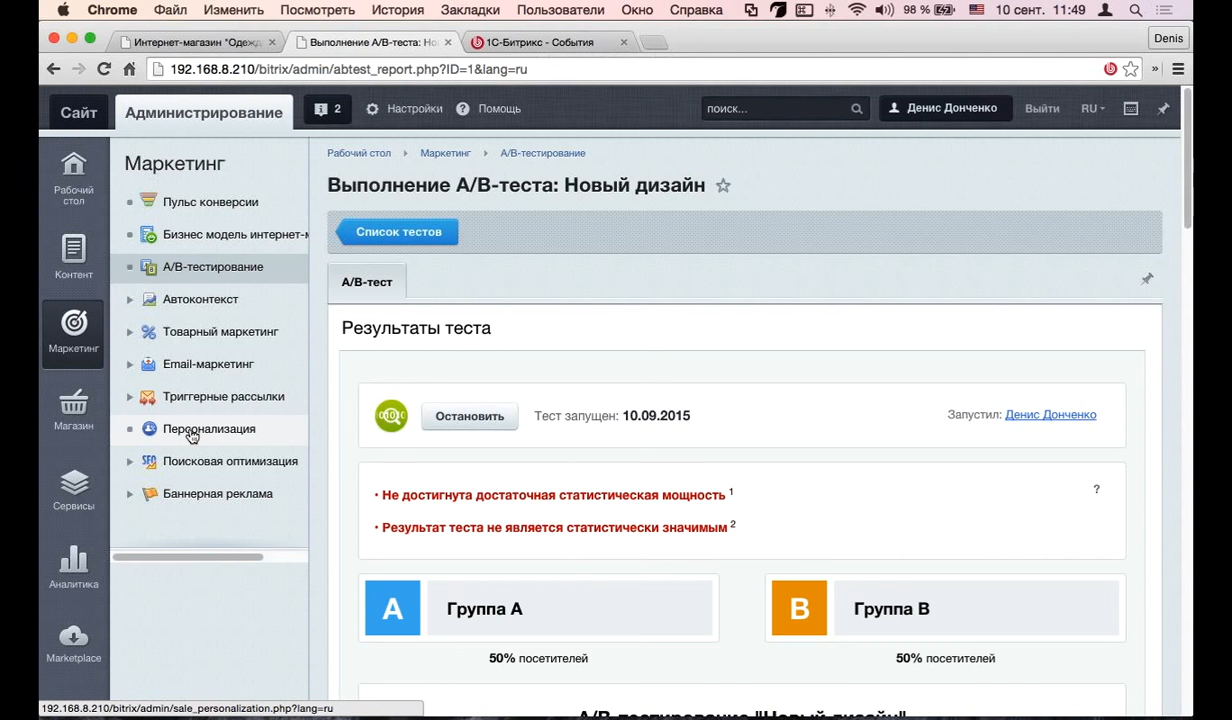 Chrome Файл Изменить Посмотреть История Закладки Пользователи Окно Справка 98 % 10 сент. 11:49
Интернет-магазин "Одежд Выполнение A/B-теста: Но 1С-Битрикс - События Denis
192.168.8.210/bitrix/admin/abtest_report.php?ID=1&lang=ru
Сайт Администрирование 2 Настройки Помощь поиск... Денис Донченко Выйти RU
Рабочий стол
Контент
Маркетинг
Магазин
Сервисы
Аналитика
Marketplace
Маркетинг
Пульс конверсии
Бизнес модель интернет-м
A/B-тестирование
Автоконтекст
Товарный маркетинг
Email-маркетинг
Триггерные рассылки
Персонализация
Поисковая оптимизация
Баннерная реклама
Рабочий стол Маркетинг A/B-тестирование
Выполнение A/B-теста: Новый дизайн
Список тестов
A/B-тест
Результаты теста
Остановить Тест запущен: 10.09.2015 Запустил: Денис Донченко
• Не достигнута достаточная статистическая мощность 1 ?
• Результат теста не является статистически значимым 2
A Группа A B Группа B
50% посетителей 50% посетителей
A/B-тестирование "Новый дизайн"
192.168.8.210/bitrix/admin/sale_personalization.php?lang=ru